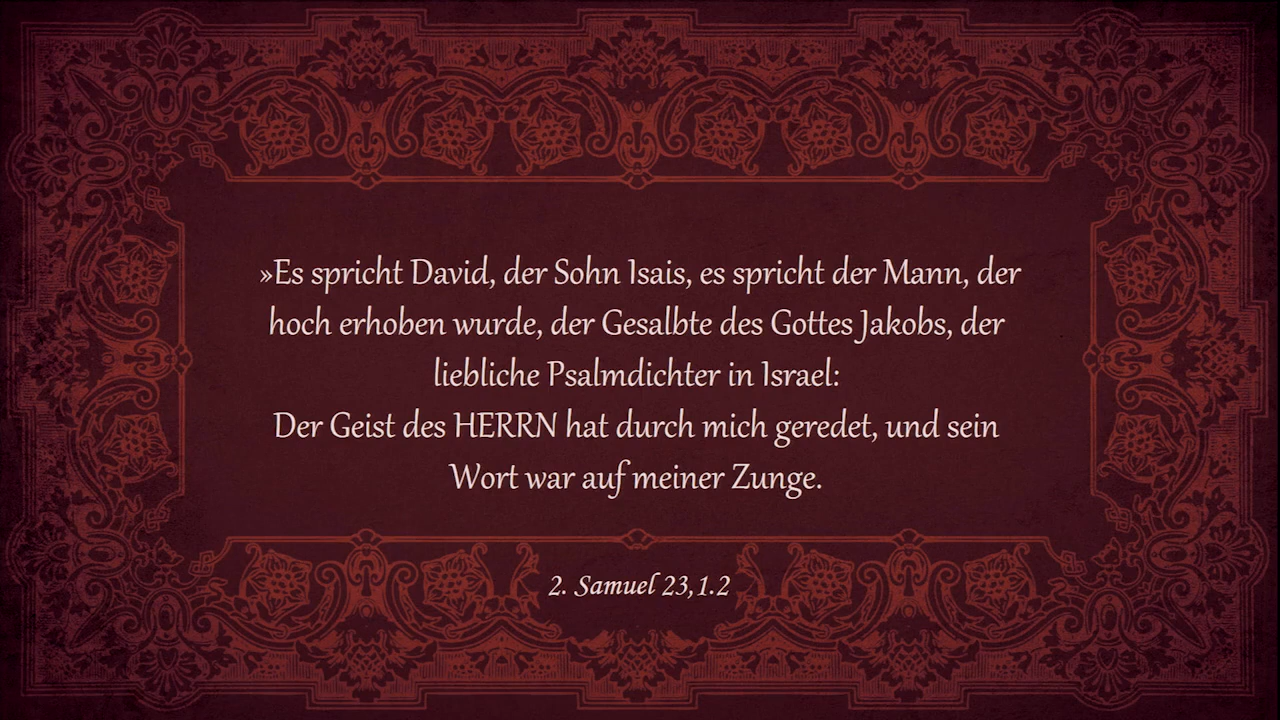 »Es spricht David, der Sohn Isais, es spricht der Mann, der
hoch erhoben wurde, der Gesalbte des Gottes Jakobs, der
liebliche Psalmdichter in Israel:
Der Geist des HERRN hat durch mich geredet, und sein
Wort war auf meiner Zunge.
2. Samuel 23,1.2